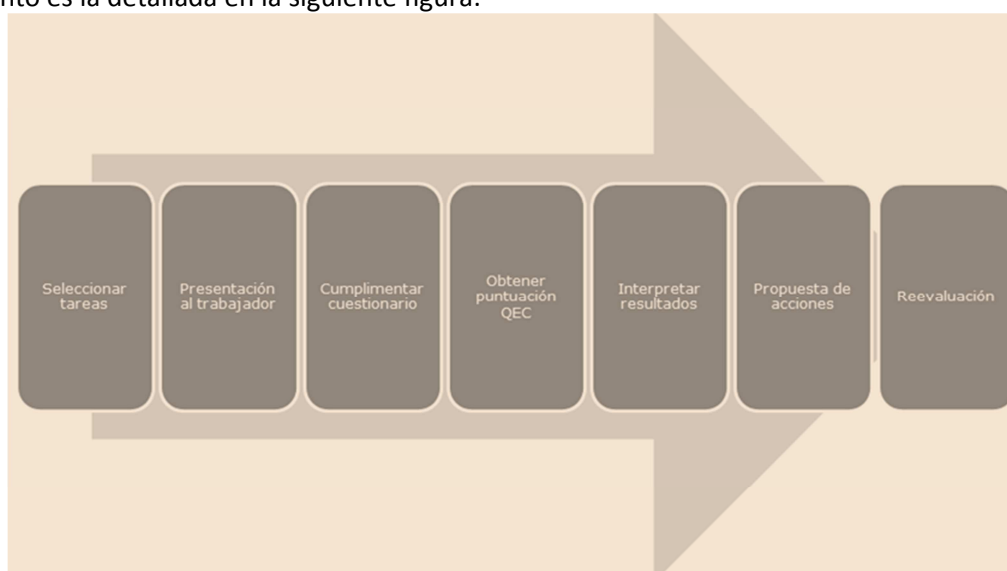 es la detallada en la siguiente figura:
Seleccionar
tareas
Presentación
al trabajador
Cumplimentar
cuestionario
Obtener
puntuación
QEC
Interpretar
resultados
Propuesta de
acciones
Reevaluación